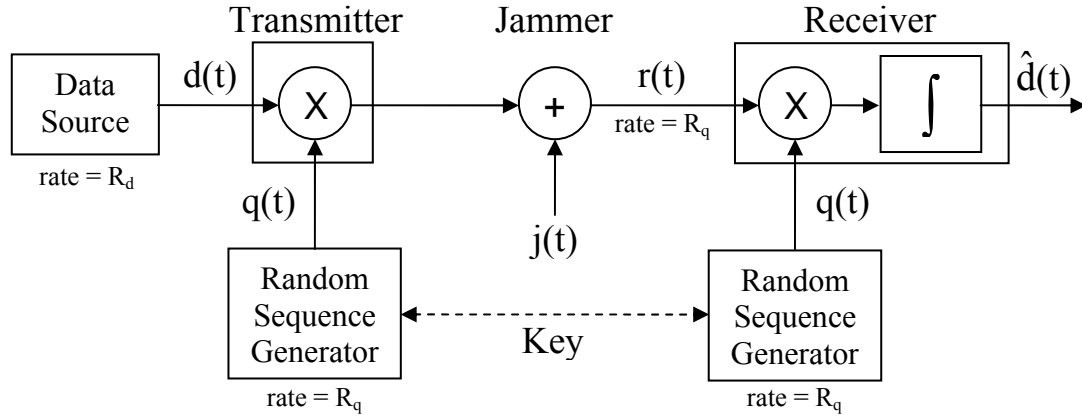 Transmitter
Jammer
Receiver
Data
Source
rate = R_d
d(t)
X
+
r(t)
rate = R_q
X
∫
d̂(t)
q(t)
j(t)
q(t)
Random
Sequence
Generator
rate = R_q
Key
Random
Sequence
Generator
rate = R_q